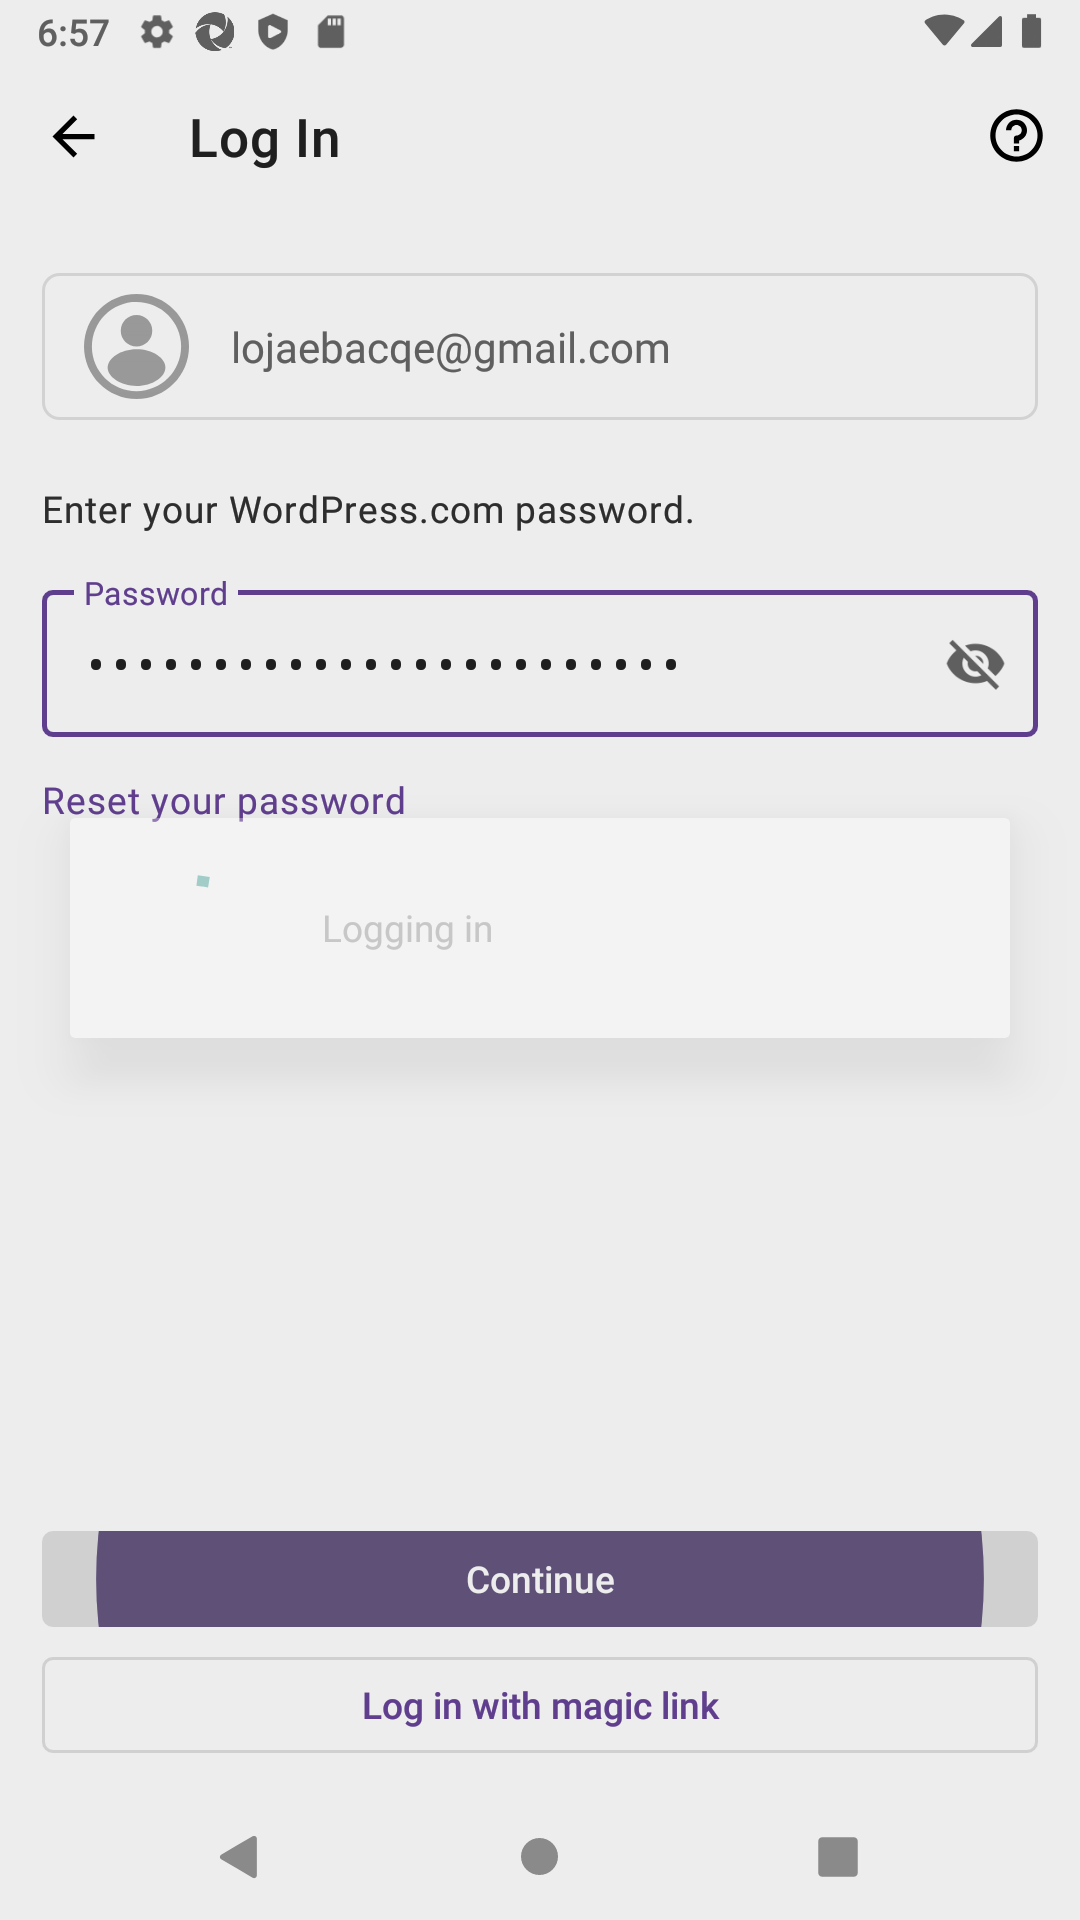 6:57
Log In
lojaebacqe@gmail.com
Enter your WordPress.com password.
Password
••••••••••••••••••••••••
Reset your password
Logging in
Continue
Log in with magic link